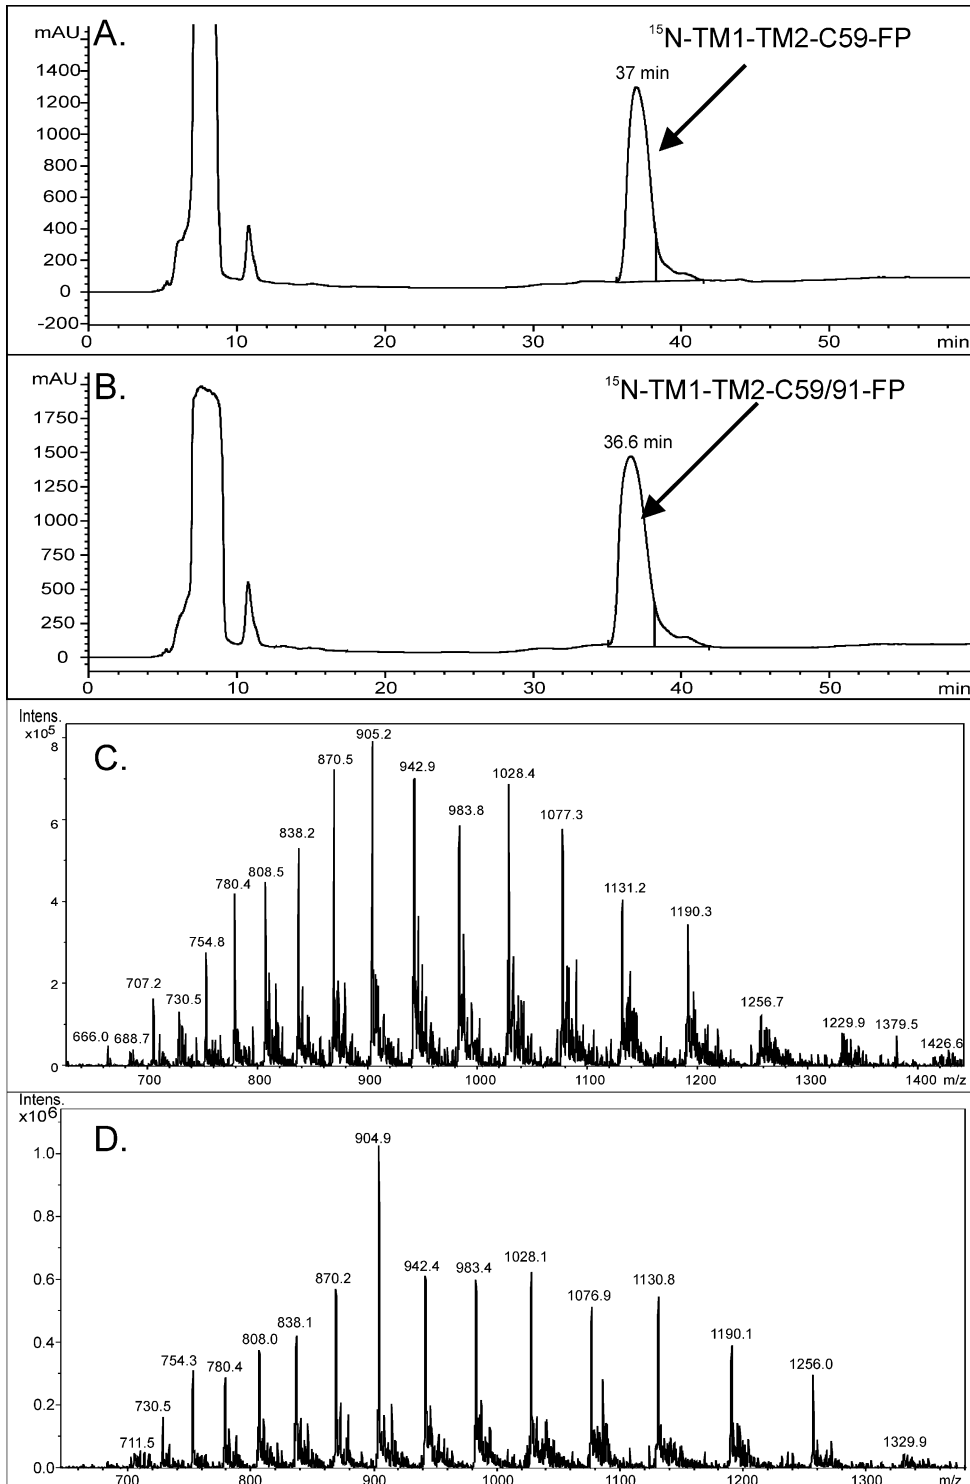 mAU
A.
¹⁵N-TM1-TM2-C59-FP
37 min
1400
1200
1000
800
600
400
200
0
-200
0 10 20 30 40 50 min
mAU
B.
¹⁵N-TM1-TM2-C59/91-FP
36.6 min
1750
1500
1250
1000
750
500
250
0
0 10 20 30 40 50 min
Intens.
x10⁵
C.
8
6
4
2
0
666.0 688.7 707.2 730.5 754.8 780.4 808.5 838.2 870.5 905.2 942.9 983.8 1028.4 1077.3 1131.2 1190.3 1256.7 1229.9 1379.5 1426.6
700 800 900 1000 1100 1200 1300 1400 m/z
Intens.
x10⁶
D.
1.0
0.8
0.6
0.4
0.2
0.0
711.5 730.5 754.3 780.4 808.0 838.1 870.2 904.9 942.4 983.4 1028.1 1076.9 1130.8 1190.1 1256.0 1329.9
700 800 900 1000 1100 1200 1300 m/z